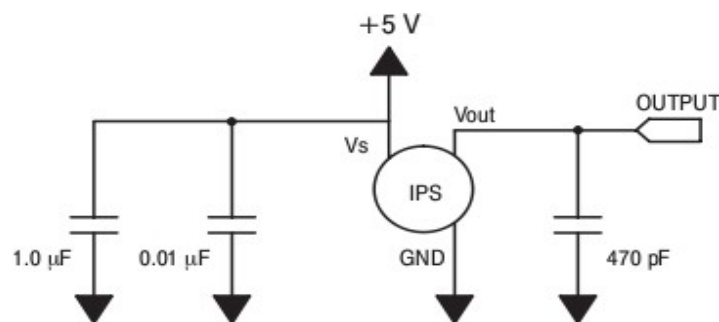 +5 V
OUTPUT
Vout
Vs
IPS
1.0 μF
0.01 μF
GND
470 pF